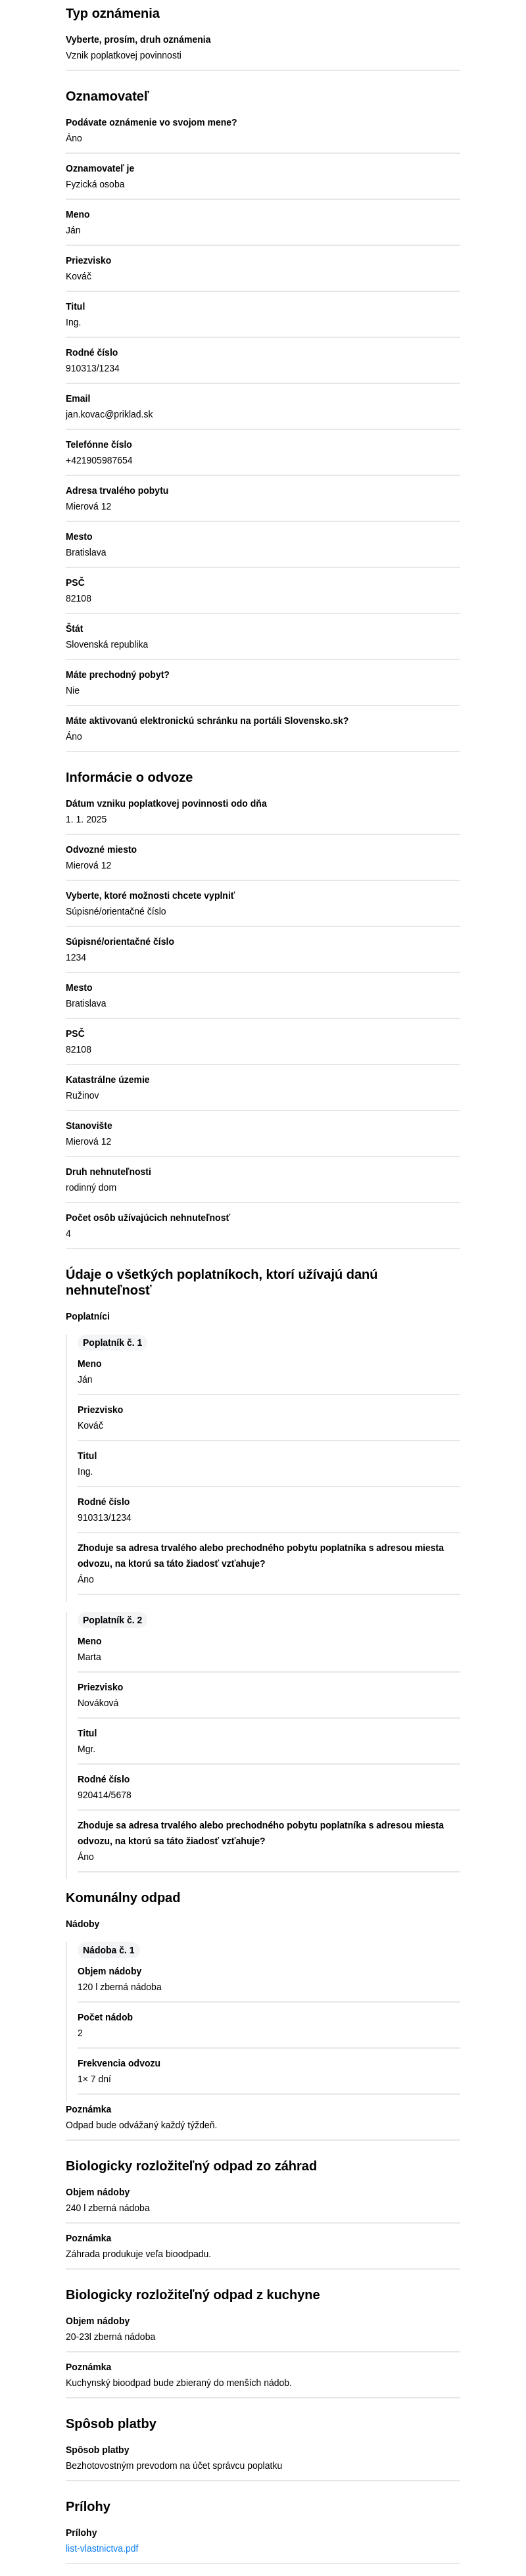 Typ oznámenia
Vyberte, prosím, druh oznámenia
Vznik poplatkovej povinnosti
Oznamovateľ
Podávate oznámenie vo svojom mene?
Áno
Oznamovateľ je
Fyzická osoba
Meno
Ján
Priezvisko
Kováč
Titul
Ing.
Rodné číslo
910313/1234
Email
jan.kovac@priklad.sk
Telefónne číslo
+421905987654
Adresa trvalého pobytu
Mierová 12
Mesto
Bratislava
PSČ
82108
Štát
Slovenská republika
Máte prechodný pobyt?
Nie
Máte aktivovanú elektronickú schránku na portáli Slovensko.sk?
Áno
Informácie o odvoze
Dátum vzniku poplatkovej povinnosti odo dňa
1. 1. 2025
Odvozné miesto
Mierová 12
Vyberte, ktoré možnosti chcete vyplniť
Súpisné/orientačné číslo
Súpisné/orientačné číslo
1234
Mesto
Bratislava
PSČ
82108
Katastrálne územie
Ružinov
Stanovište
Mierová 12
Druh nehnuteľnosti
rodinný dom
Počet osôb užívajúcich nehnuteľnosť
4
Údaje o všetkých poplatníkoch, ktorí užívajú danú
nehnuteľnosť
Poplatníci
Poplatník č. 1
Meno
Ján
Priezvisko
Kováč
Titul
Ing.
Rodné číslo
910313/1234
Zhoduje sa adresa trvalého alebo prechodného pobytu poplatníka s adresou miesta
odvozu, na ktorú sa táto žiadosť vzťahuje?
Áno
Poplatník č. 2
Meno
Marta
Priezvisko
Nováková
Titul
Mgr.
Rodné číslo
920414/5678
Zhoduje sa adresa trvalého alebo prechodného pobytu poplatníka s adresou miesta
odvozu, na ktorú sa táto žiadosť vzťahuje?
Áno
Komunálny odpad
Nádoby
Nádoba č. 1
Objem nádoby
120 l zberná nádoba
Počet nádob
2
Frekvencia odvozu
1× 7 dní
Poznámka
Odpad bude odvážaný každý týždeň.
Biologicky rozložiteľný odpad zo záhrad
Objem nádoby
240 l zberná nádoba
Poznámka
Záhrada produkuje veľa bioodpadu.
Biologicky rozložiteľný odpad z kuchyne
Objem nádoby
20-23l zberná nádoba
Poznámka
Kuchynský bioodpad bude zbieraný do menších nádob.
Spôsob platby
Spôsob platby
Bezhotovostným prevodom na účet správcu poplatku
Prílohy
Prílohy
list-vlastnictva.pdf